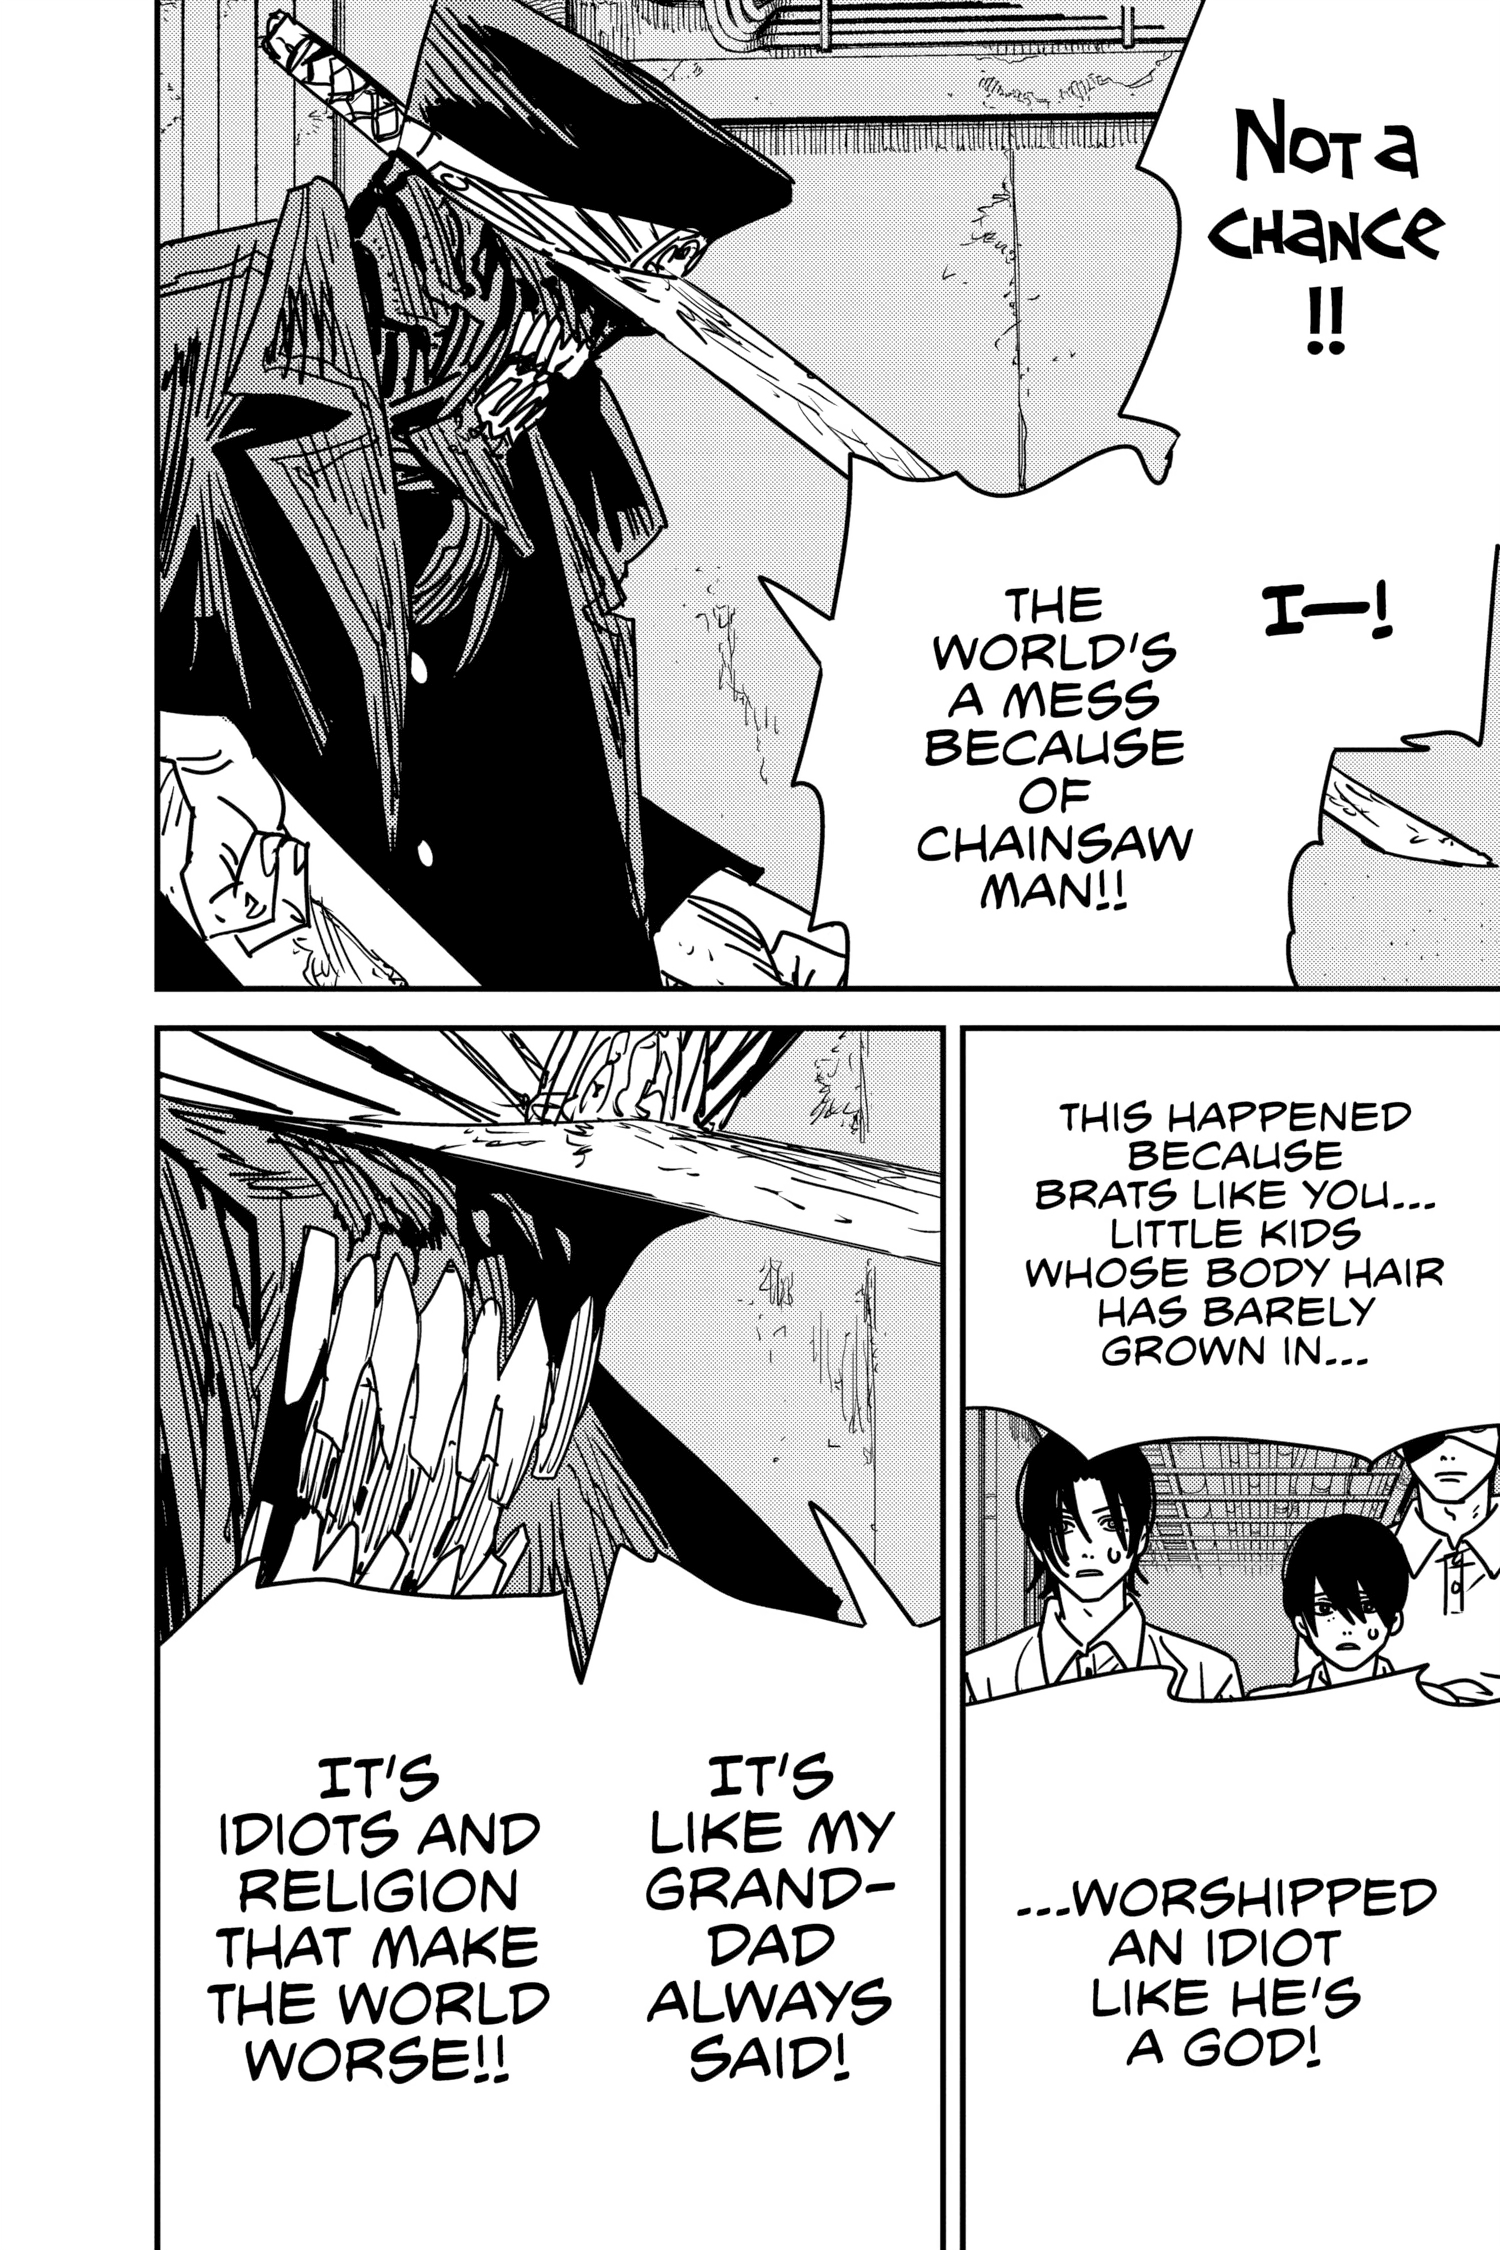 NOT A
CHANCE
!!
I—!
THE
WORLD'S
A MESS
BECAUSE
OF
CHAINSAW
MAN!!
THIS HAPPENED
BECAUSE
BRATS LIKE YOU...
LITTLE KIDS
WHOSE BODY HAIR
HAS BARELY
GROWN IN...
...WORSHIPPED
AN IDIOT
LIKE HE'S
A GOD!
IT'S
LIKE MY
GRAND-
DAD
ALWAYS
SAID!
IT'S
IDIOTS AND
RELIGION
THAT MAKE
THE WORLD
WORSE!!